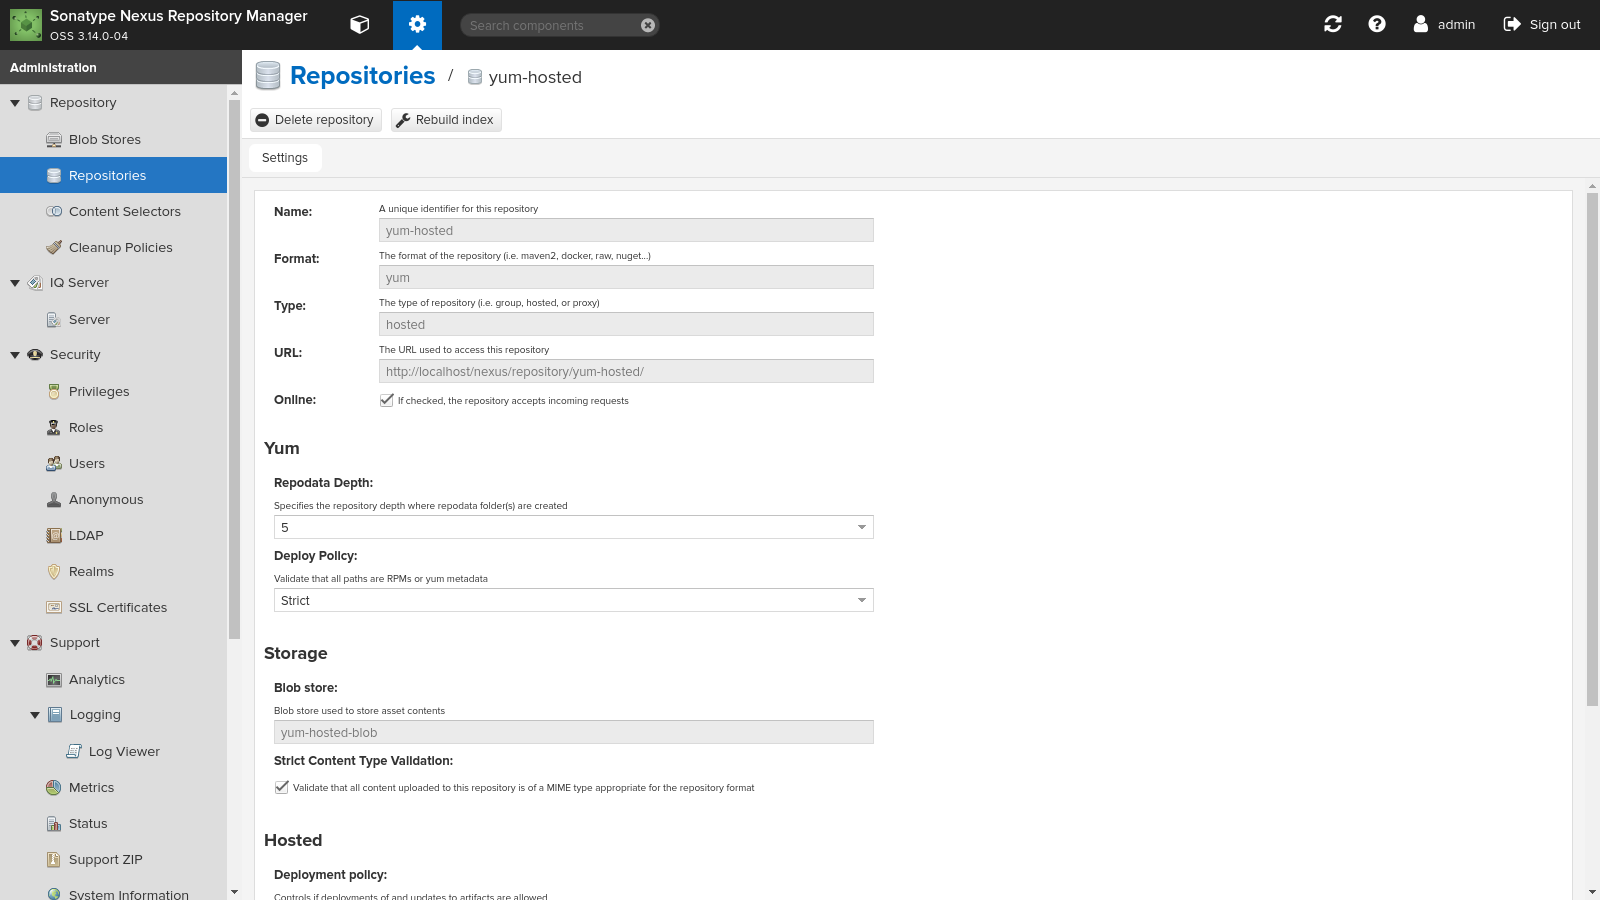 Sonatype Nexus Repository Manager
OSS 3.14.0-04
Search components
admin
Sign out
Administration
Repository
Blob Stores
Repositories
Content Selectors
Cleanup Policies
IQ Server
Server
Security
Privileges
Roles
Users
Anonymous
LDAP
Realms
SSL Certificates
Support
Analytics
Logging
Log Viewer
Metrics
Status
Support ZIP
System Information
Repositories / yum-hosted
Delete repository
Rebuild index
Settings
Name:
A unique identifier for this repository
yum-hosted
Format:
The format of the repository (i.e. maven2, docker, raw, nuget...)
yum
Type:
The type of repository (i.e. group, hosted, or proxy)
hosted
URL:
The URL used to access this repository
http://localhost/nexus/repository/yum-hosted/
Online:
If checked, the repository accepts incoming requests
Yum
Repodata Depth:
Specifies the repository depth where repodata folder(s) are created
5
Deploy Policy:
Validate that all paths are RPMs or yum metadata
Strict
Storage
Blob store:
Blob store used to store asset contents
yum-hosted-blob
Strict Content Type Validation:
Validate that all content uploaded to this repository is of a MIME type appropriate for the repository format
Hosted
Deployment policy:
Controls if deployments of and updates to artifacts are allowed